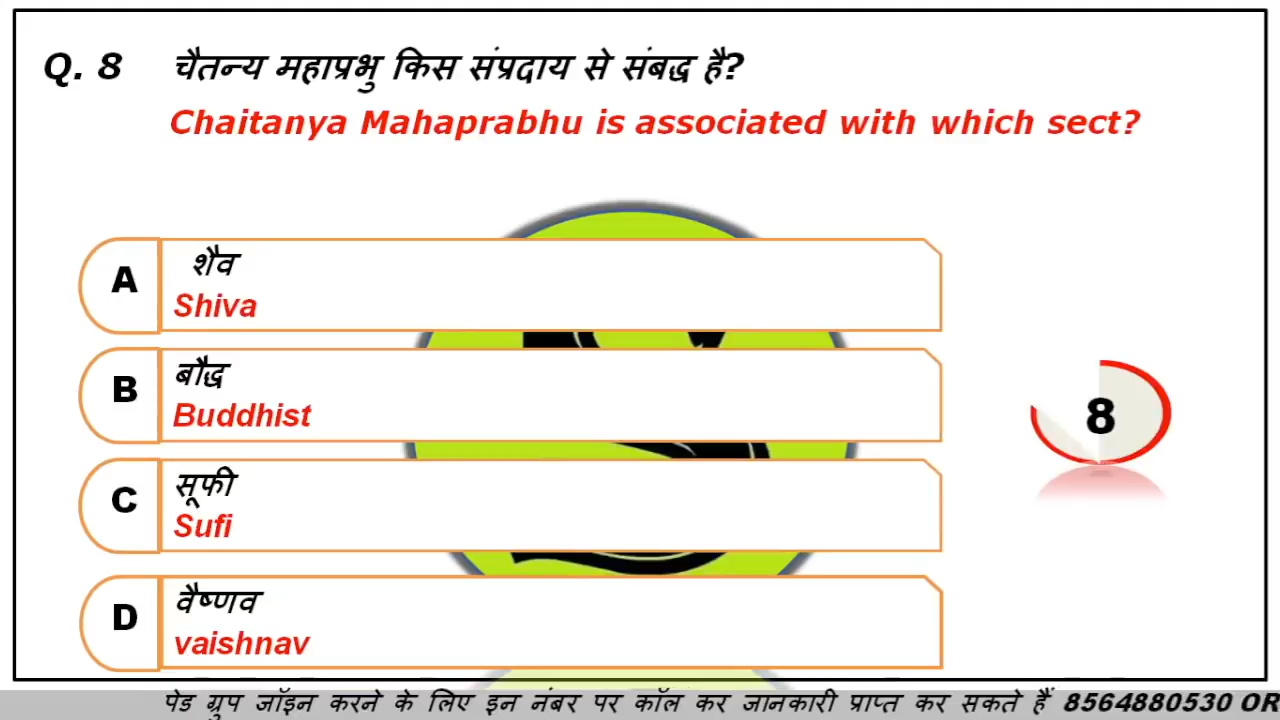 Q. 8 चैतन्य महाप्रभु किस संप्रदाय से संबद्ध है?
Chaitanya Mahaprabhu is associated with which sect?
A शैव
Shiva
B बौद्ध
Buddhist
8
C सूफी
Sufi
D वैष्णव
vaishnav
पेड ग्रुप जॉइन करने के लिए इन नंबर पर कॉल कर जानकारी प्राप्त कर सकते हैं 8564880530 OR